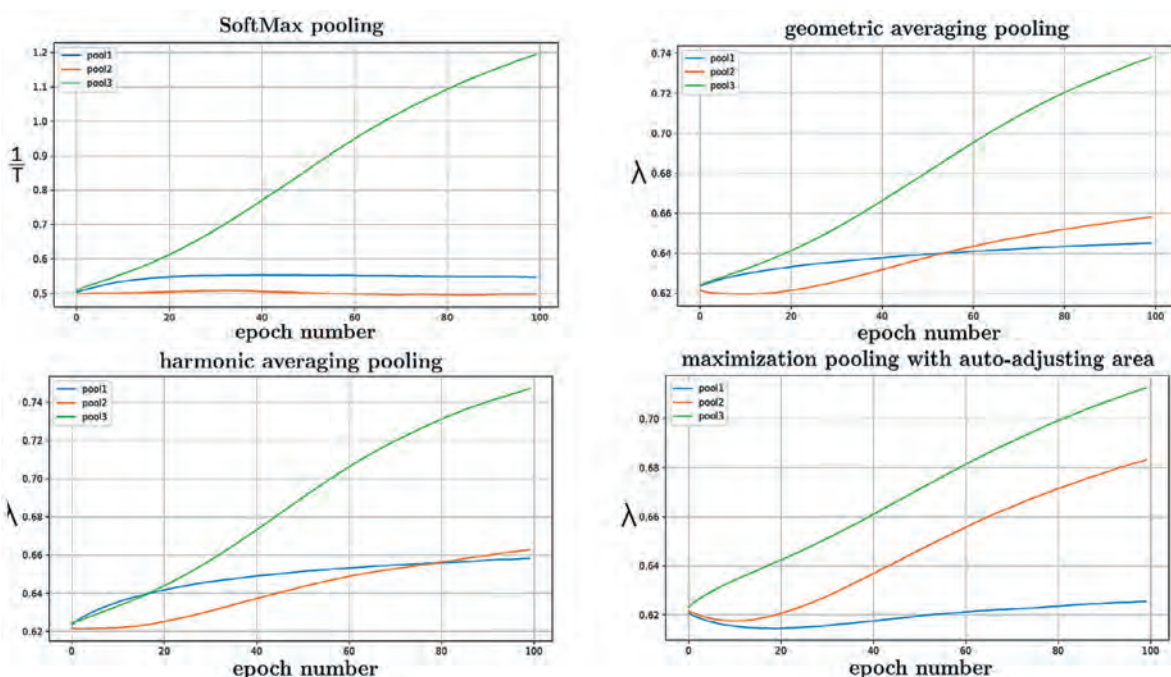 SoftMax pooling
pool1
pool2
pool3
1.2
1.1
1.0
0.9
0.8
0.7
0.6
0.5
1
T
0 20 40 60 80 100
epoch number
geometric averaging pooling
pool1
pool2
pool3
0.74
0.72
0.70
0.68
0.66
0.64
0.62
λ
0 20 40 60 80 100
epoch number
harmonic averaging pooling
pool1
pool2
pool3
0.74
0.72
0.70
0.68
0.66
0.64
0.62
λ
0 20 40 60 80 100
epoch number
maximization pooling with auto-adjusting area
pool1
pool2
pool3
0.70
0.68
0.66
0.64
0.62
λ
0 20 40 60 80 100
epoch number